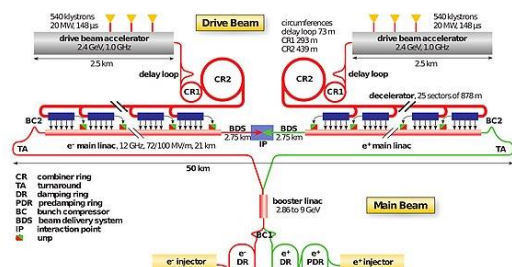 540 klystrons
20 MW, 148 µs
Drive Beam
circumferences
delay loop 73 m
CR1 293 m
CR2 439 m
540 klystrons
20 MW, 148 µs
drive beam accelerator
2.4 GeV, 1.0 GHz
drive beam accelerator
2.4 GeV, 1.0 GHz
2.5 km
delay loop
CR1
CR2
CR2
CR1
delay loop
2.5 km
decelerator, 25 sectors of 878 m
BC2
BDS
2.75 km
IP
BDS
2.75 km
BC2
TA
e⁻ main linac, 12 GHz, 72/100 MV/m, 21 km
e⁺ main linac
TA
50 km
CR combiner ring
TA turnaround
DR damping ring
PDR predamping ring
BC bunch compressor
BDS beam delivery system
IP interaction point
booster linac
2.86 to 9 GeV
Main Beam
BC1
e⁻ injector
e⁻
DR
e⁺
DR
e⁺
PDR
e⁺ injector